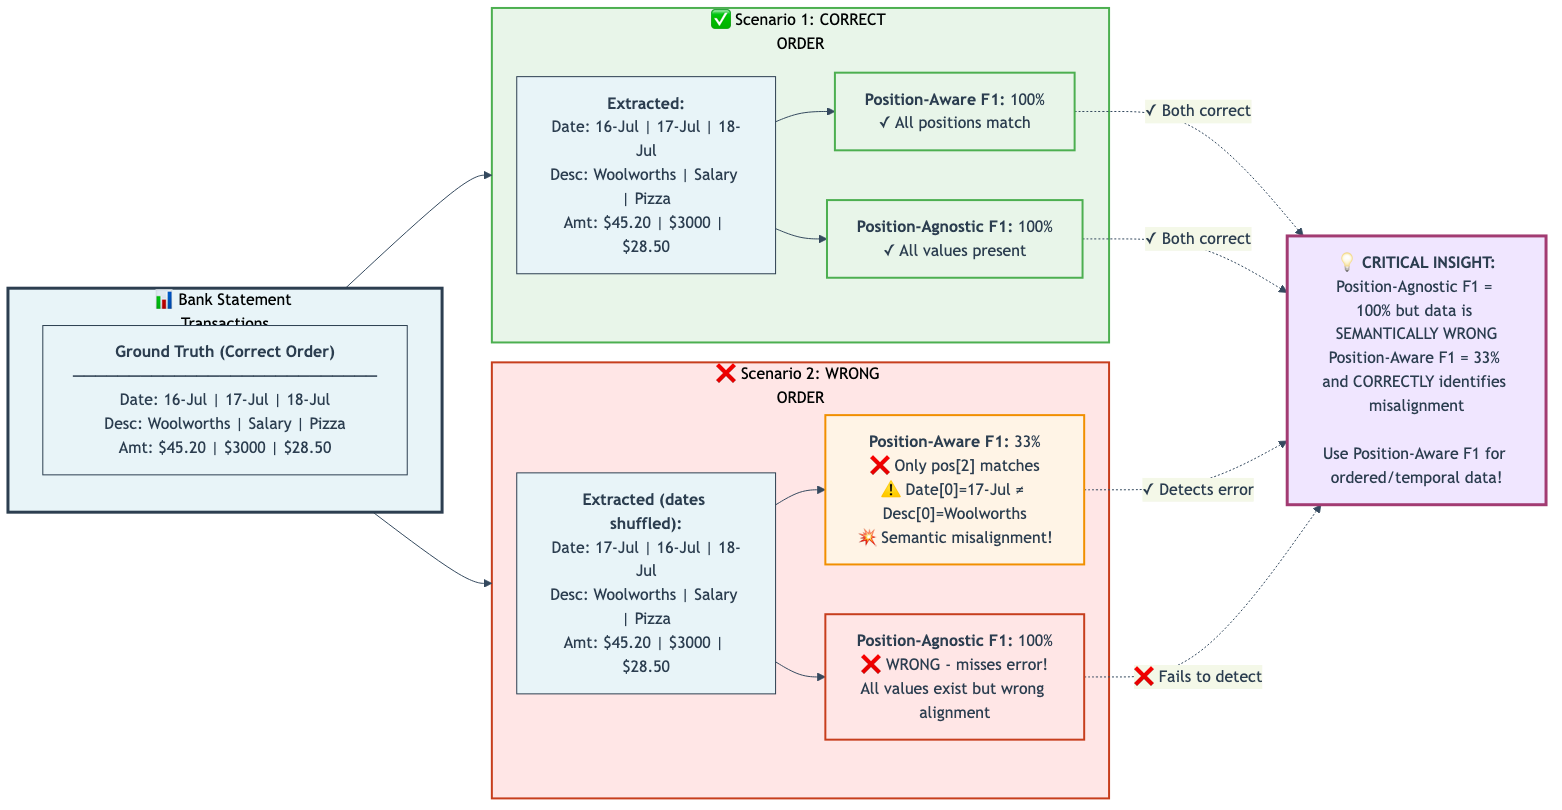 📊 Bank Statement
Transactions
Ground Truth (Correct Order)
Date: 16-Jul | 17-Jul | 18-Jul
Desc: Woolworths | Salary | Pizza
Amt: $45.20 | $3000 | $28.50
✅ Scenario 1: CORRECT
ORDER
Extracted:
Date: 16-Jul | 17-Jul | 18-
Jul
Desc: Woolworths | Salary
| Pizza
Amt: $45.20 | $3000 |
$28.50
Position-Aware F1: 100%
✓ All positions match
Position-Agnostic F1: 100%
✓ All values present
✓ Both correct
✓ Both correct
❌ Scenario 2: WRONG
ORDER
Extracted (dates
shuffled):
Date: 17-Jul | 16-Jul | 18-
Jul
Desc: Woolworths | Salary
| Pizza
Amt: $45.20 | $3000 |
$28.50
Position-Aware F1: 33%
❌ Only pos[2] matches
⚠️ Date[0]=17-Jul ≠
Desc[0]=Woolworths
💥 Semantic misalignment!
Position-Agnostic F1: 100%
❌ WRONG - misses error!
All values exist but wrong
alignment
✓ Detects error
❌ Fails to detect
💡 CRITICAL INSIGHT:
Position-Agnostic F1 =
100% but data is
SEMANTICALLY WRONG
Position-Aware F1 = 33%
and CORRECTLY identifies
misalignment
Use Position-Aware F1 for
ordered/temporal data!